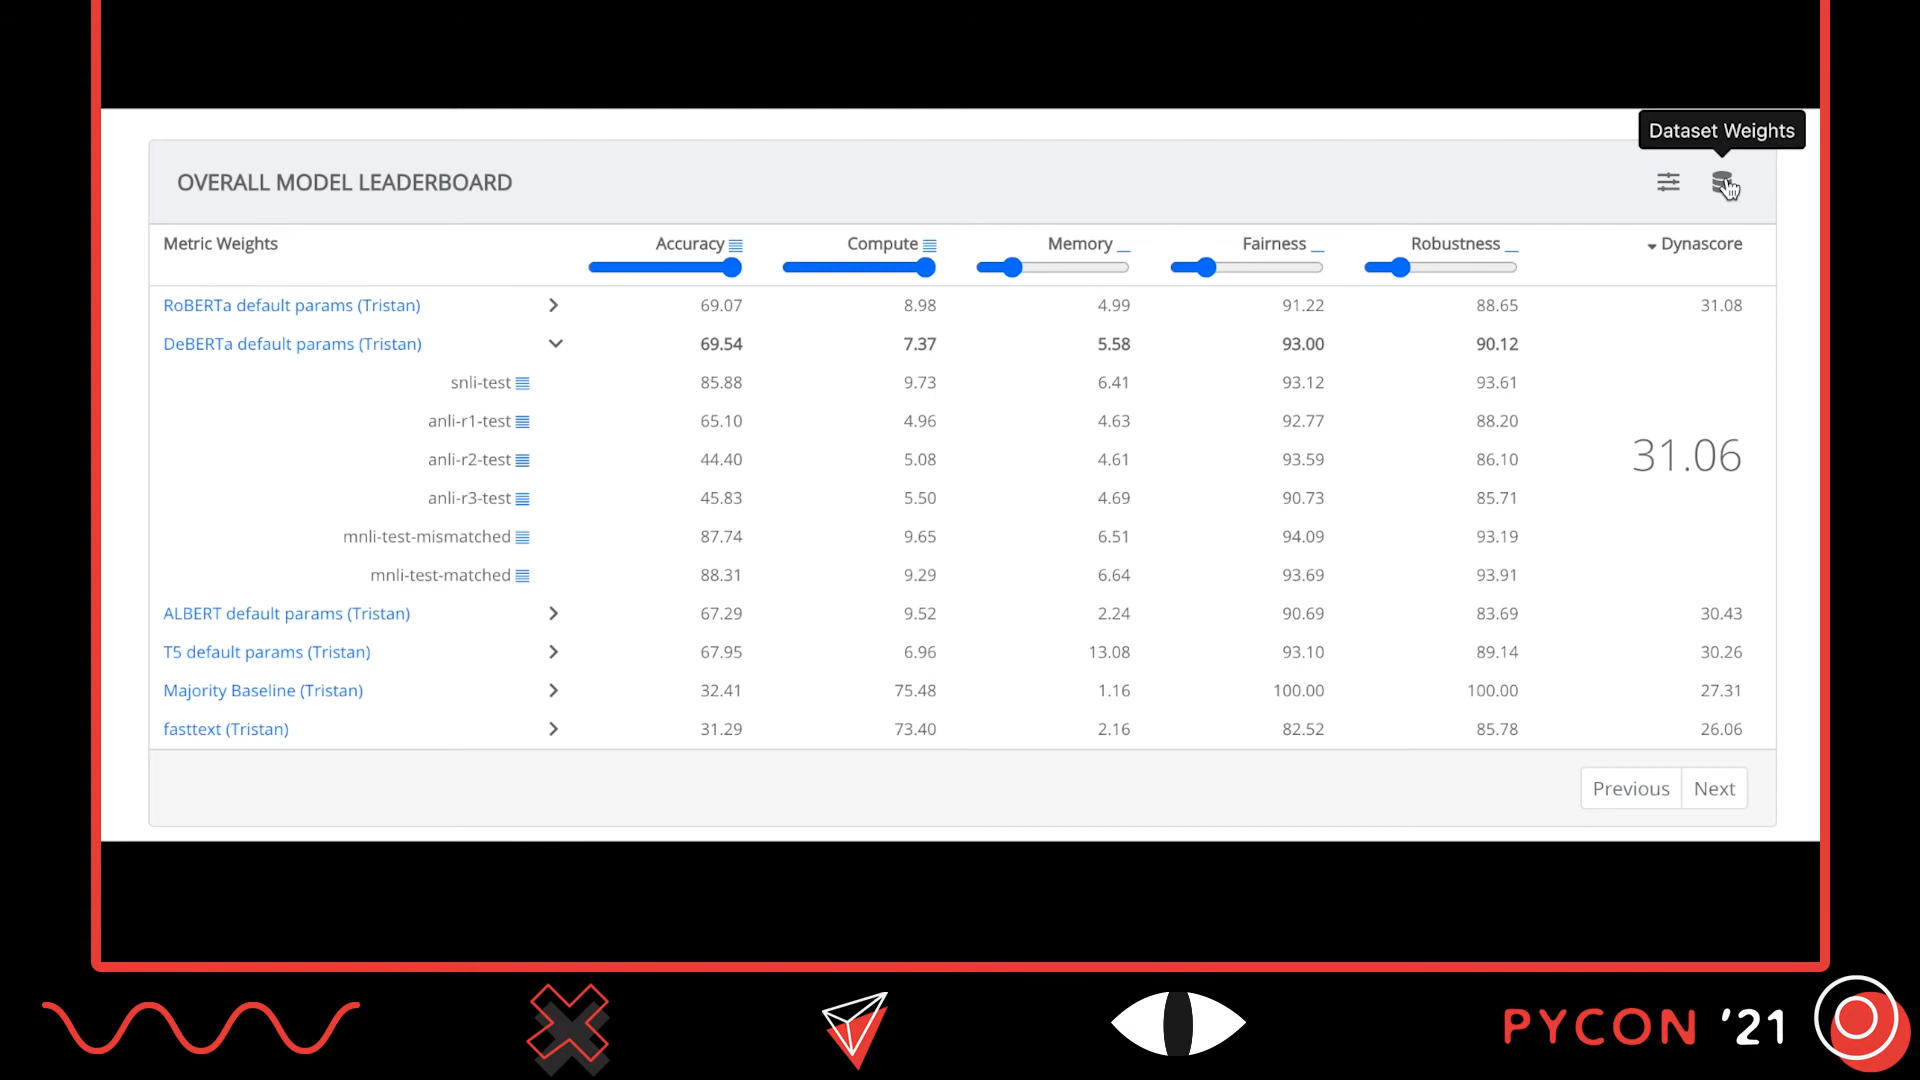 Dataset Weights
OVERALL MODEL LEADERBOARD
Metric Weights Accuracy Compute Memory Fairness Robustness Dynascore
RoBERTa default params (Tristan) 69.07 8.98 4.99 91.22 88.65 31.08
DeBERTa default params (Tristan) 69.54 7.37 5.58 93.00 90.12
snli-test 85.88 9.73 6.41 93.12 93.61
anli-r1-test 65.10 4.96 4.63 92.77 88.20
anli-r2-test 44.40 5.08 4.61 93.59 86.10 31.06
anli-r3-test 45.83 5.50 4.69 90.73 85.71
mnli-test-mismatched 87.74 9.65 6.51 94.09 93.19
mnli-test-matched 88.31 9.29 6.64 93.69 93.91
ALBERT default params (Tristan) 67.29 9.52 2.24 90.69 83.69 30.43
T5 default params (Tristan) 67.95 6.96 13.08 93.10 89.14 30.26
Majority Baseline (Tristan) 32.41 75.48 1.16 100.00 100.00 27.31
fasttext (Tristan) 31.29 73.40 2.16 82.52 85.78 26.06
Previous Next
PYCON '21